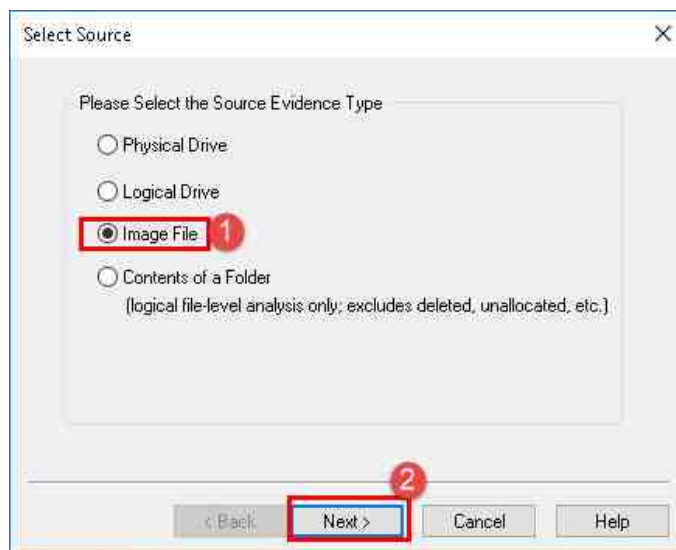 Select Source
Please Select the Source Evidence Type
Physical Drive
Logical Drive
Image File 1
Contents of a Folder
(logical file-level analysis only; excludes deleted, unallocated, etc.)
2
< Back Next > Cancel Help